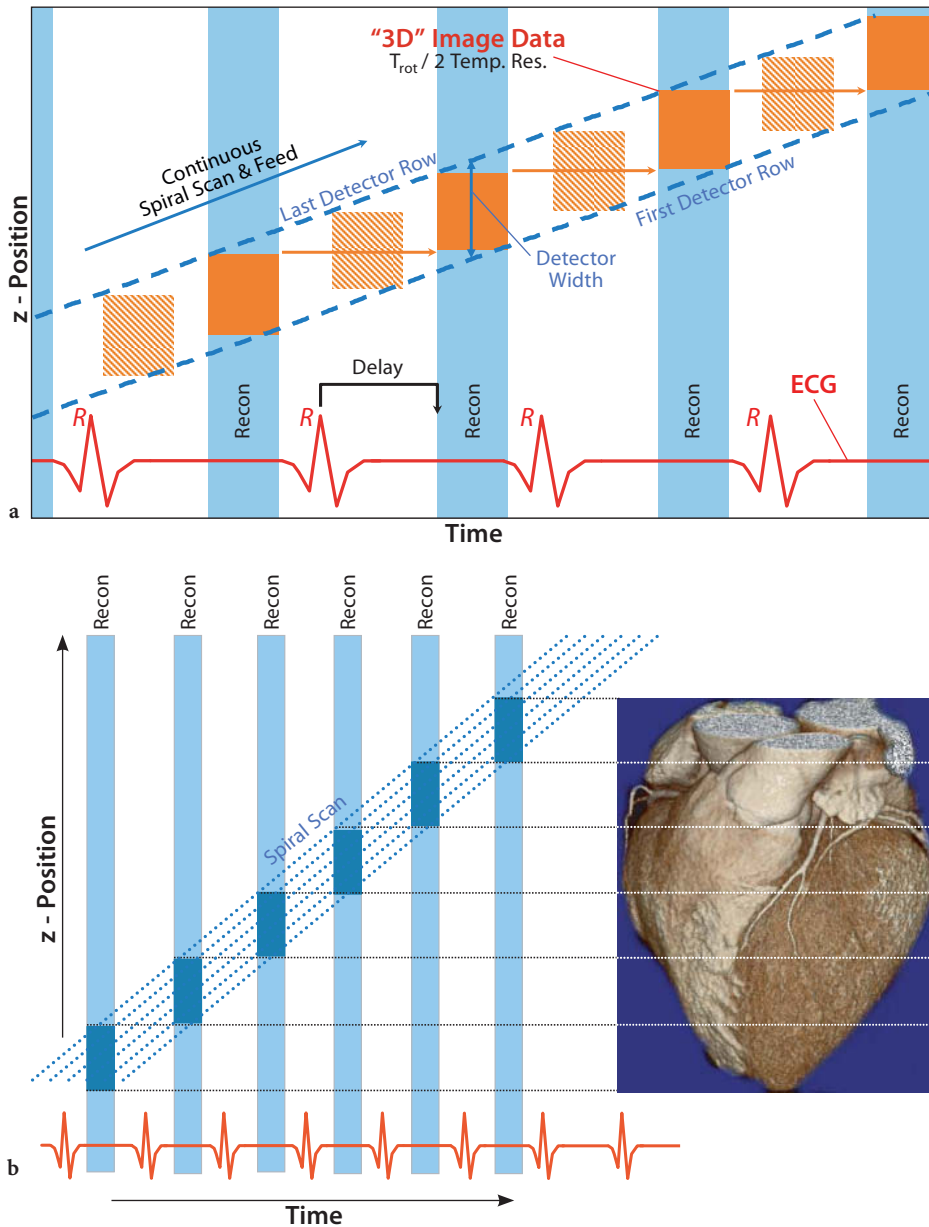 “3D” Image Data
Trot / 2 Temp. Res.
Continuous
Spiral Scan & Feed
Last Detector Row
First Detector Row
Detector
Width
z - Position
Delay
R
R
R
R
Recon
Recon
Recon
Recon
ECG
a
Time
Recon
Recon
Recon
Recon
Recon
Recon
z - Position
Spiral Scan
b
Time